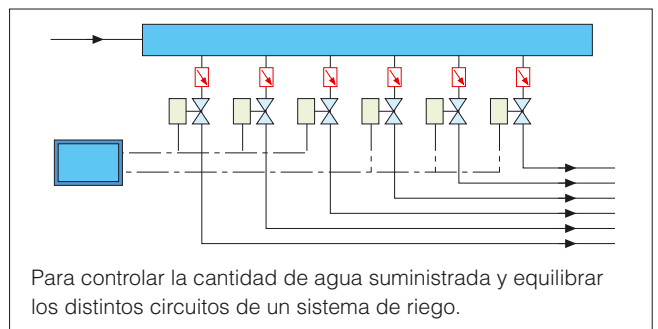 Para controlar la cantidad de agua suministrada y equilibrar
los distintos circuitos de un sistema de riego.